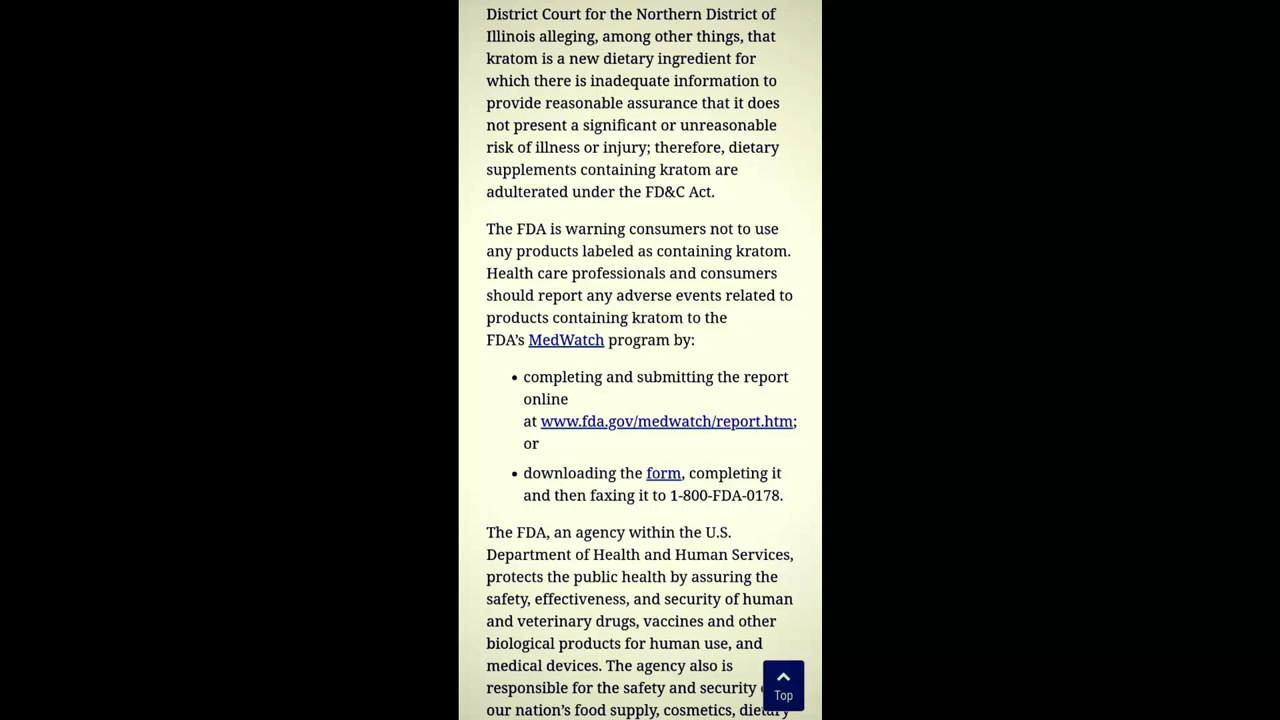 District Court for the Northern District of
Illinois alleging, among other things, that
kratom is a new dietary ingredient for
which there is inadequate information to
provide reasonable assurance that it does
not present a significant or unreasonable
risk of illness or injury; therefore, dietary
supplements containing kratom are
adulterated under the FD&C Act.
The FDA is warning consumers not to use
any products labeled as containing kratom.
Health care professionals and consumers
should report any adverse events related to
products containing kratom to the
FDA’s MedWatch program by:
• completing and submitting the report
online
at www.fda.gov/medwatch/report.htm;
or
• downloading the form, completing it
and then faxing it to 1-800-FDA-0178.
The FDA, an agency within the U.S.
Department of Health and Human Services,
protects the public health by assuring the
safety, effectiveness, and security of human
and veterinary drugs, vaccines and other
biological products for human use, and
medical devices. The agency also is
responsible for the safety and security
our nation’s food supply, cosmetics, dietary
Top